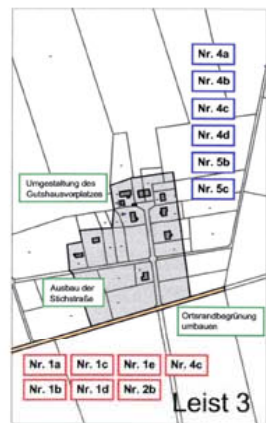 Nr. 4a
Nr. 4b
Nr. 4c
Nr. 4d
Nr. 5b
Nr. 5c
Umgestaltung des
Gutshausvorplatzes
Ausbau der
Stichstraße
Ortsrandbegrünung
umbauen
Nr. 1a Nr. 1c Nr. 1e Nr. 4c
Nr. 1b Nr. 1d Nr. 2b
Leist 3